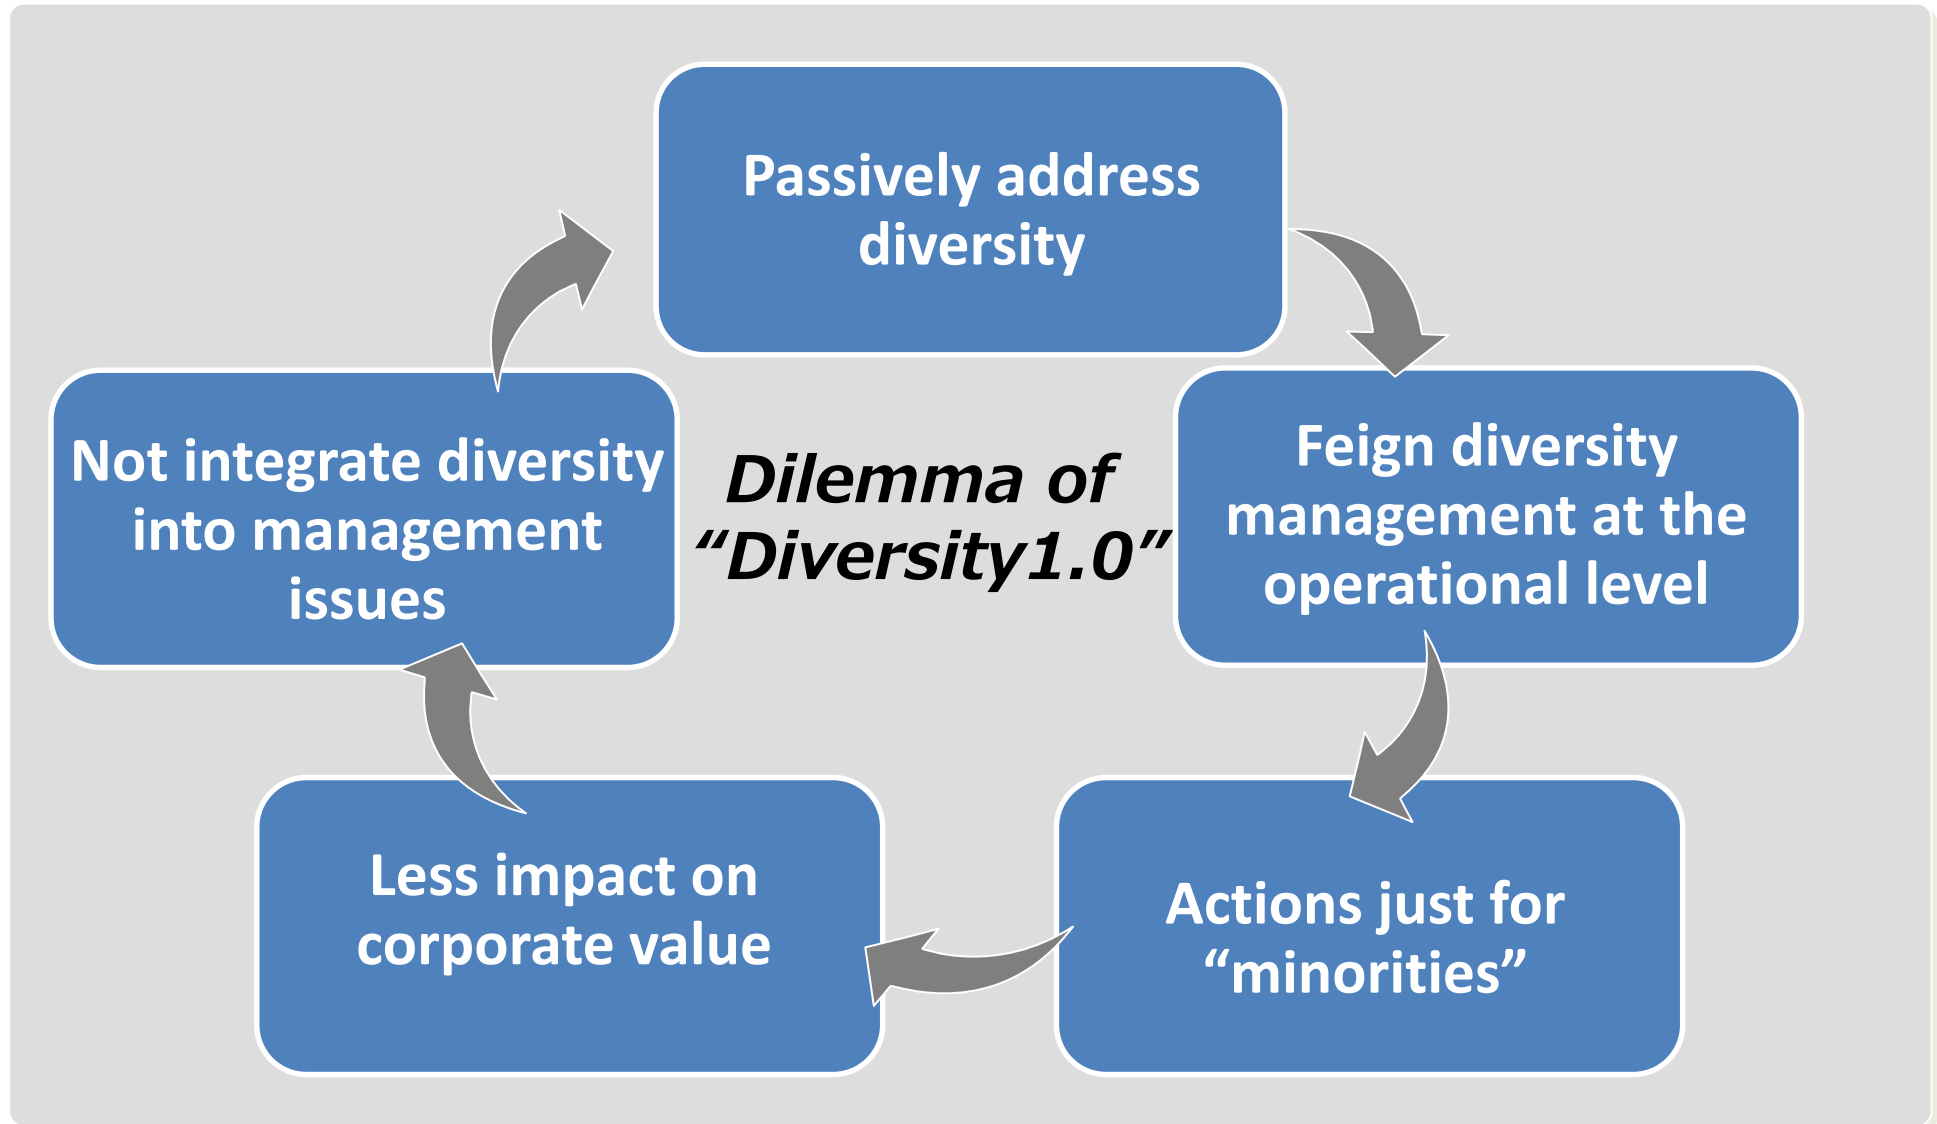 Passively address
diversity
Feign diversity
management at the
operational level
Actions just for
“minorities”
Less impact on
corporate value
Not integrate diversity
into management
issues
Dilemma of
“Diversity1.0”